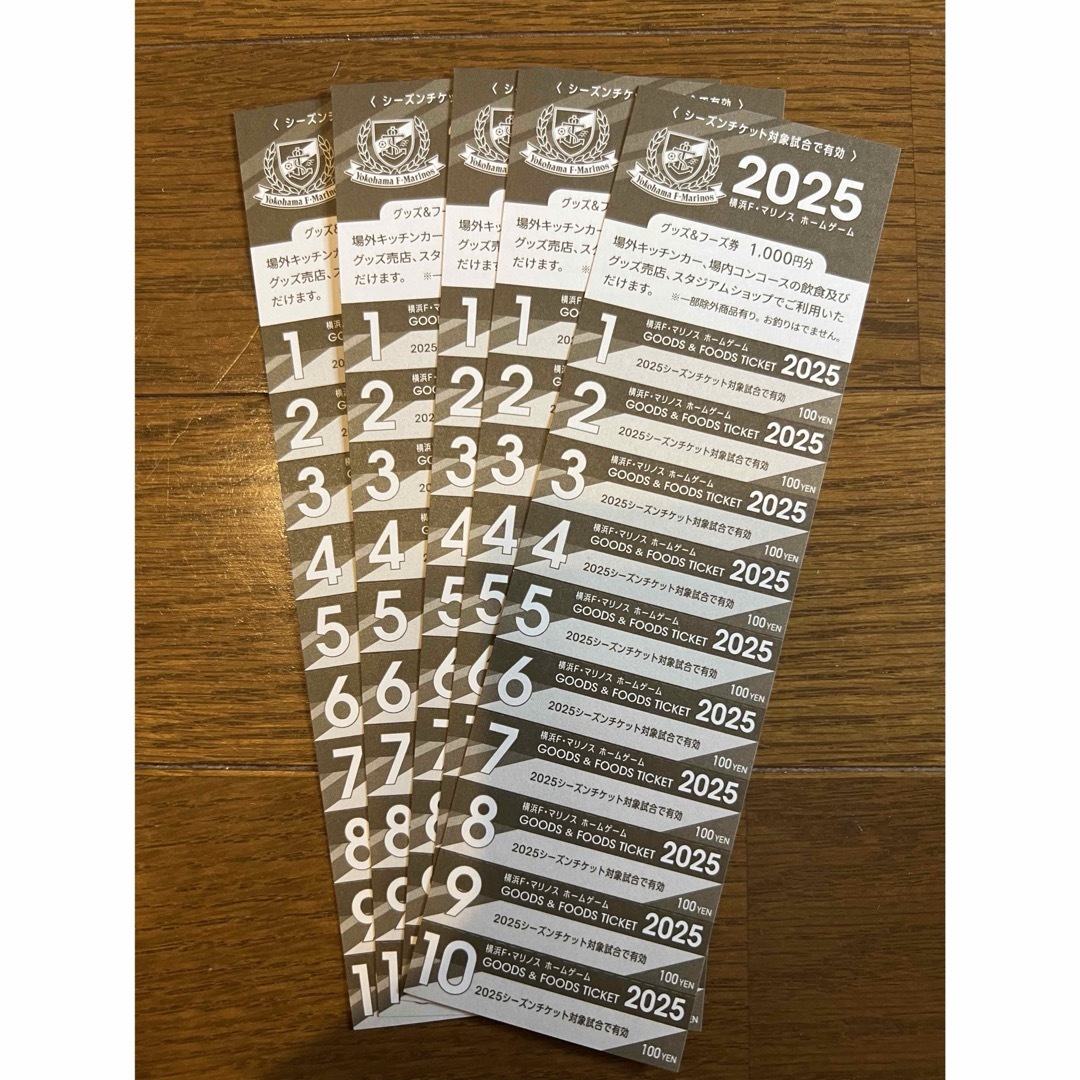 〈 シーズンチケット対象試合で有効 〉
Yokohama F・Marinos
2025
横浜F・マリノス ホームゲーム
グッズ&フーズ券 1,000円分
場外キッチンカー、場内コンコースの飲食及び
グッズ売店、スタジアムショップでご利用いた
だけます。 ※一部除外商品有り。お釣りはでません。
1
横浜F・マリノス ホームゲーム
GOODS & FOODS TICKET 2025
2025シーズンチケット対象試合で有効
100YEN
2
横浜F・マリノス ホームゲーム
GOODS & FOODS TICKET 2025
2025シーズンチケット対象試合で有効
100YEN
3
横浜F・マリノス ホームゲーム
GOODS & FOODS TICKET 2025
2025シーズンチケット対象試合で有効
100YEN
4
横浜F・マリノス ホームゲーム
GOODS & FOODS TICKET 2025
2025シーズンチケット対象試合で有効
100YEN
5
横浜F・マリノス ホームゲーム
GOODS & FOODS TICKET 2025
2025シーズンチケット対象試合で有効
100YEN
6
横浜F・マリノス ホームゲーム
GOODS & FOODS TICKET 2025
2025シーズンチケット対象試合で有効
100YEN
7
横浜F・マリノス ホームゲーム
GOODS & FOODS TICKET 2025
2025シーズンチケット対象試合で有効
100YEN
8
横浜F・マリノス ホームゲーム
GOODS & FOODS TICKET 2025
2025シーズンチケット対象試合で有効
100YEN
9
横浜F・マリノス ホームゲーム
GOODS & FOODS TICKET 2025
2025シーズンチケット対象試合で有効
100YEN
10
横浜F・マリノス ホームゲーム
GOODS & FOODS TICKET 2025
2025シーズンチケット対象試合で有効
100YEN